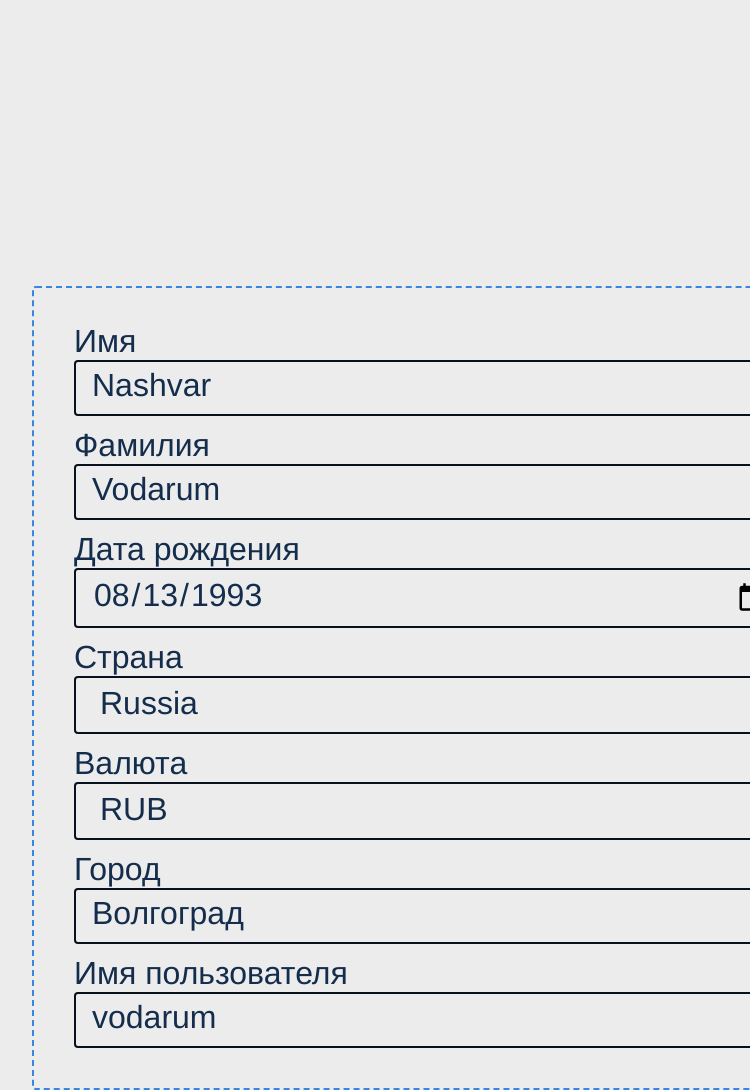 Имя
Nashvar
Фамилия
Vodarum
Дата рождения
08/13/1993
Страна
Russia
Валюта
RUB
Город
Волгоград
Имя пользователя
vodarum